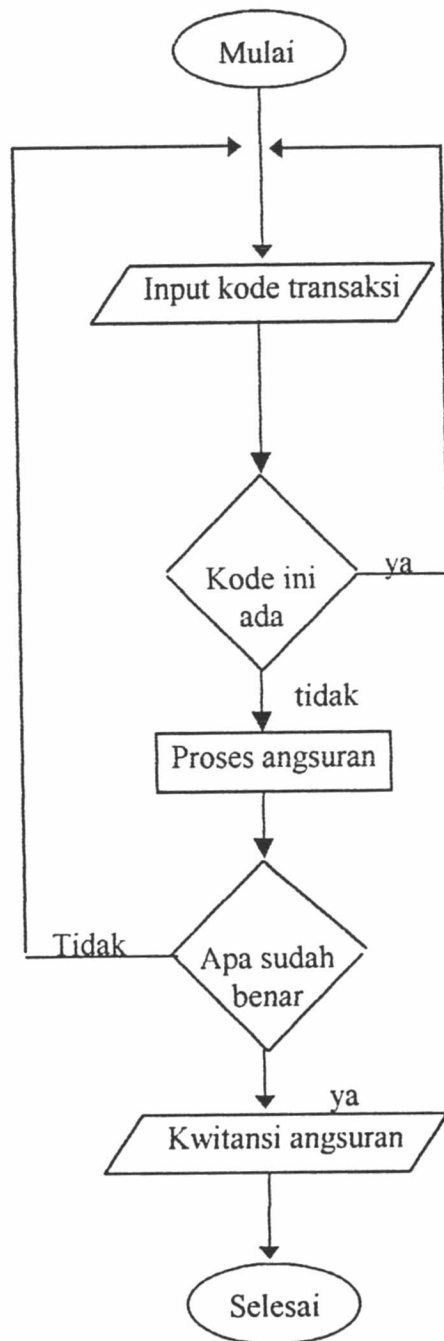 Mulai
Input kode transaksi
Kode ini
ada
ya
tidak
Proses angsuran
Tidak
Apa sudah
benar
ya
Kwitansi angsuran
Selesai